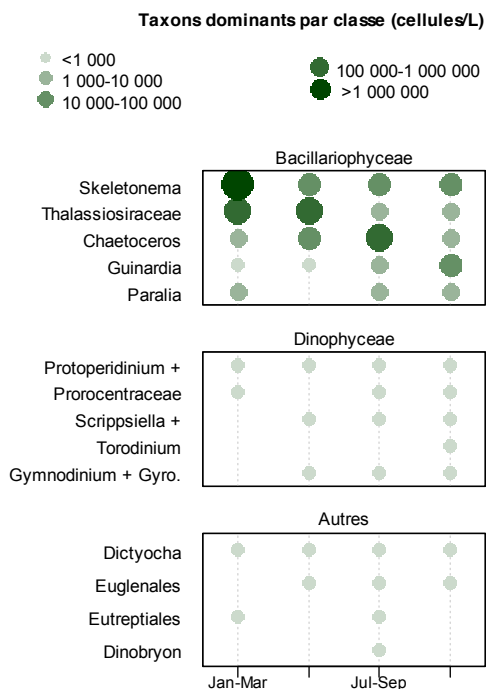 Taxons dominants par classe (cellules/L)
<1 000
1 000-10 000
10 000-100 000
100 000-1 000 000
>1 000 000
Bacillariophyceae
Skeletonema
Thalassiosiraceae
Chaetoceros
Guinardia
Paralia
Dinophyceae
Protoperidinium +
Prorocentraceae
Scrippsiella +
Torodinium
Gymnodinium + Gyro.
Autres
Dictyocha
Euglenales
Eutreptiales
Dinobryon
Jan-Mar
Jul-Sep